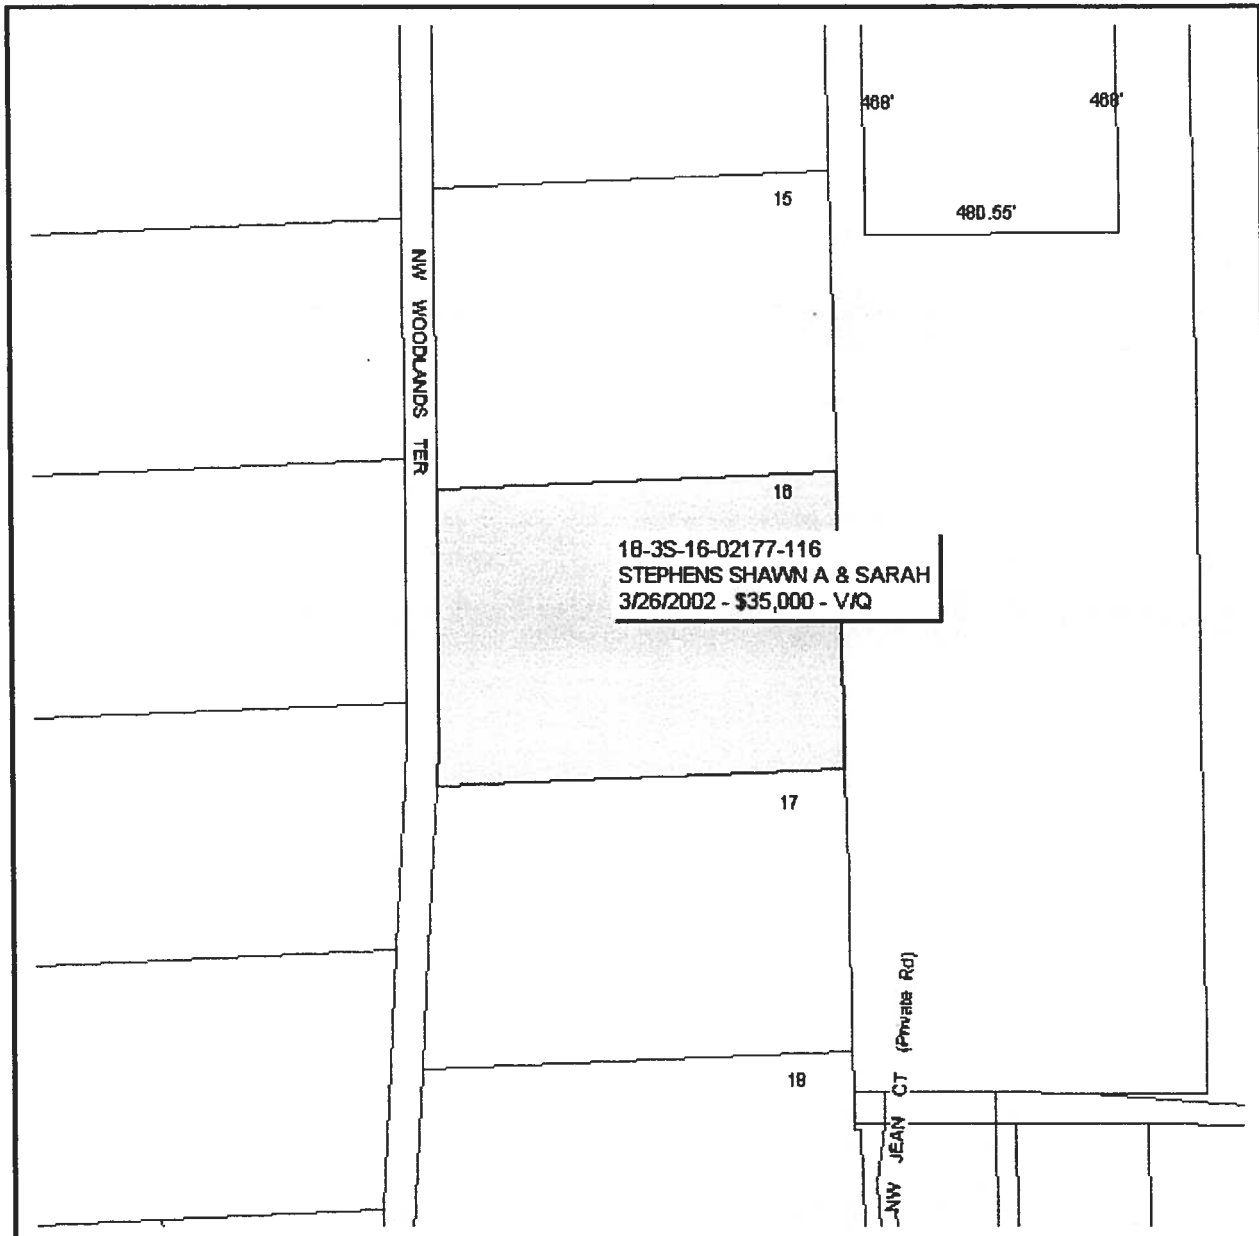 468'
468'
15
480.55'
NW WOODLANDS TER
16
18-3S-16-02177-116
STEPHENS SHAWN A & SARAH
3/26/2002 - $35,000 - V/Q
17
18
NW JEAN CT (Private Rd)